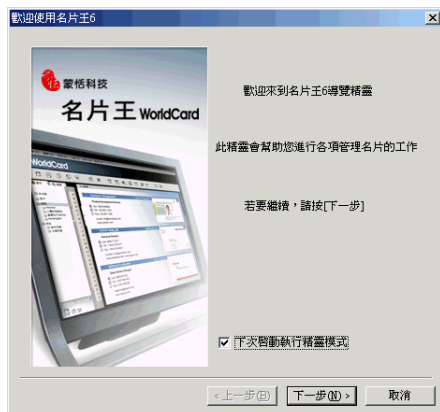 歡迎使用名片王6
蒙恬科技
名片王 WorldCard
WorldCard
歡迎來到名片王6導覽精靈
此精靈會幫助您進行各項管理名片的工作
若要繼續，請按[下一步]
下次啟動執行精靈模式
<上一步(B)
下一步(N)>
取消